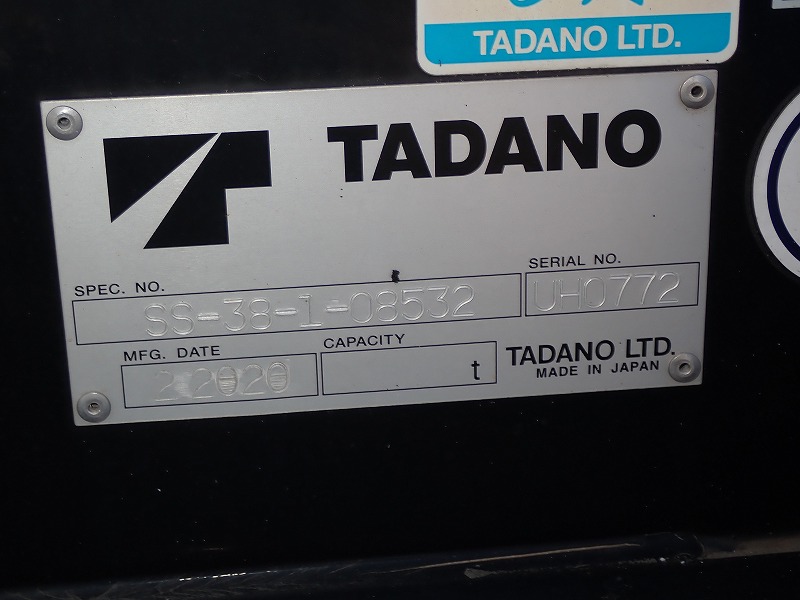 TADANO LTD.
TADANO
SPEC. NO.
SS-38-1-08532
SERIAL NO.
UH0772
MFG. DATE
2 2020
CAPACITY
t
TADANO LTD.
MADE IN JAPAN